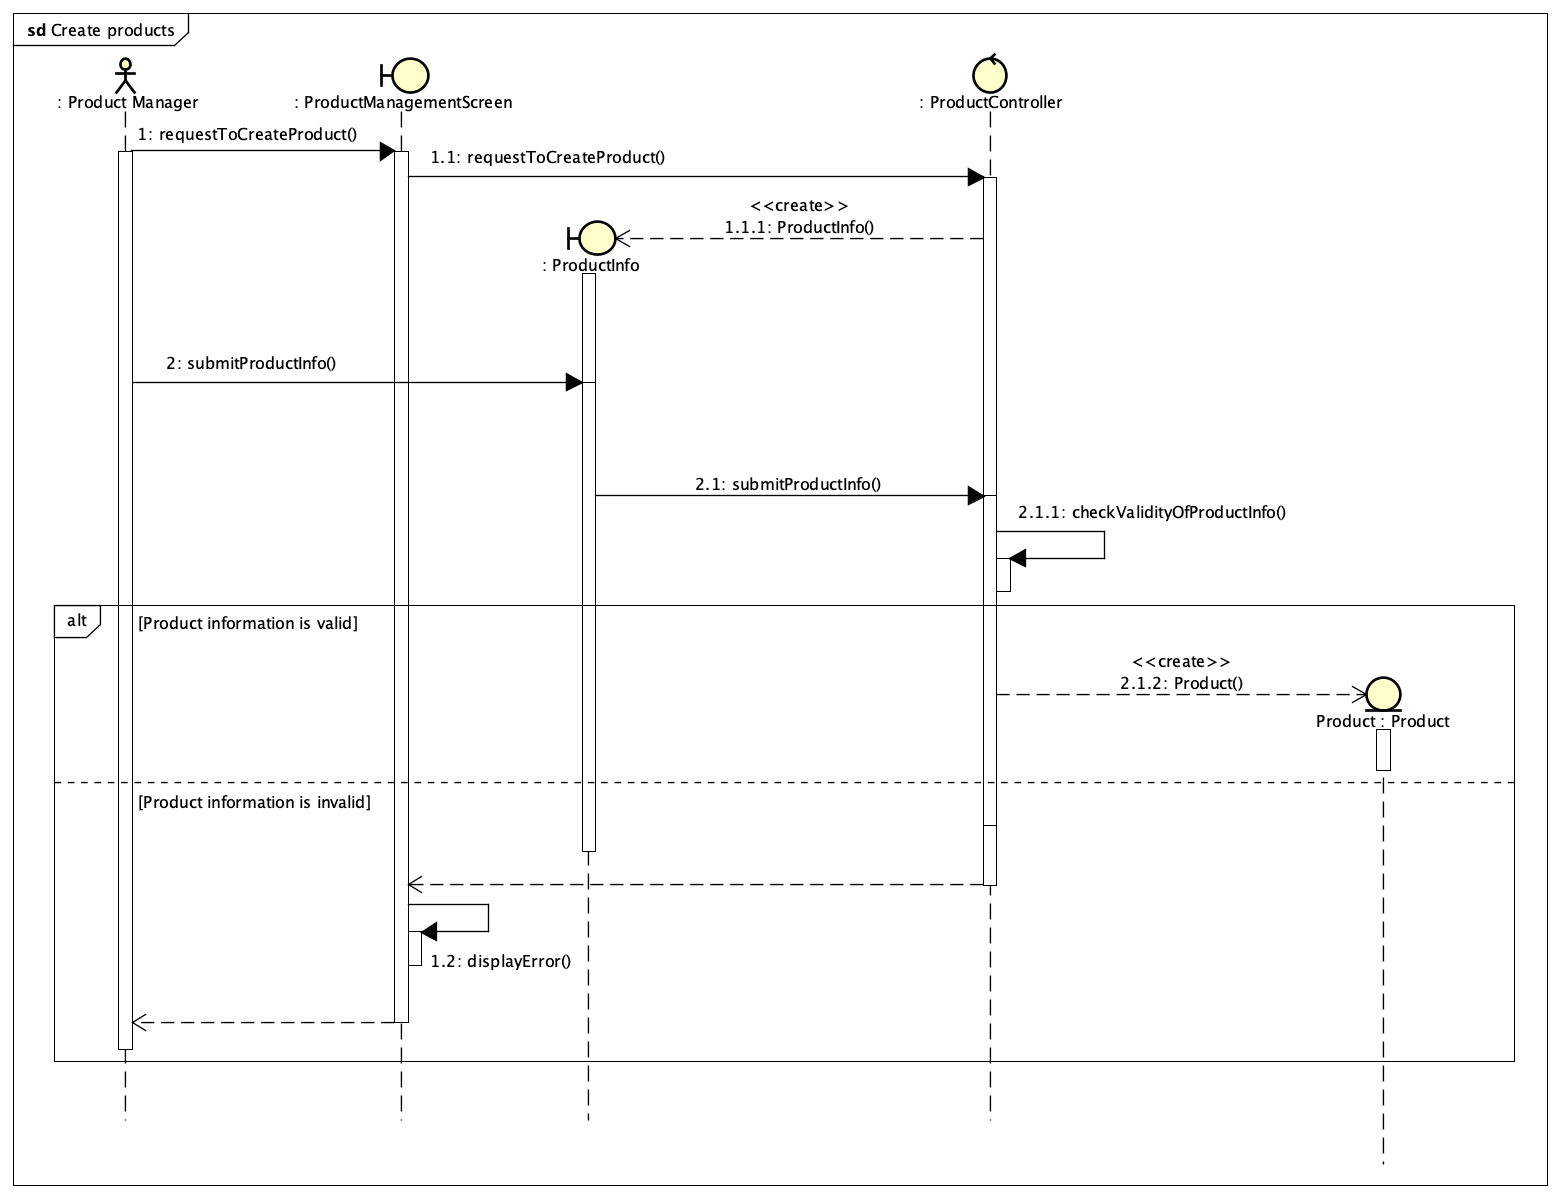 sd Create products
: Product Manager
: ProductManagementScreen
: ProductController
1: requestToCreateProduct()
1.1: requestToCreateProduct()
<<create>>
1.1.1: ProductInfo()
: ProductInfo
2: submitProductInfo()
2.1: submitProductInfo()
2.1.1: checkValidityOfProductInfo()
alt
[Product information is valid]
<<create>>
2.1.2: Product()
Product : Product
[Product information is invalid]
1.2: displayError()